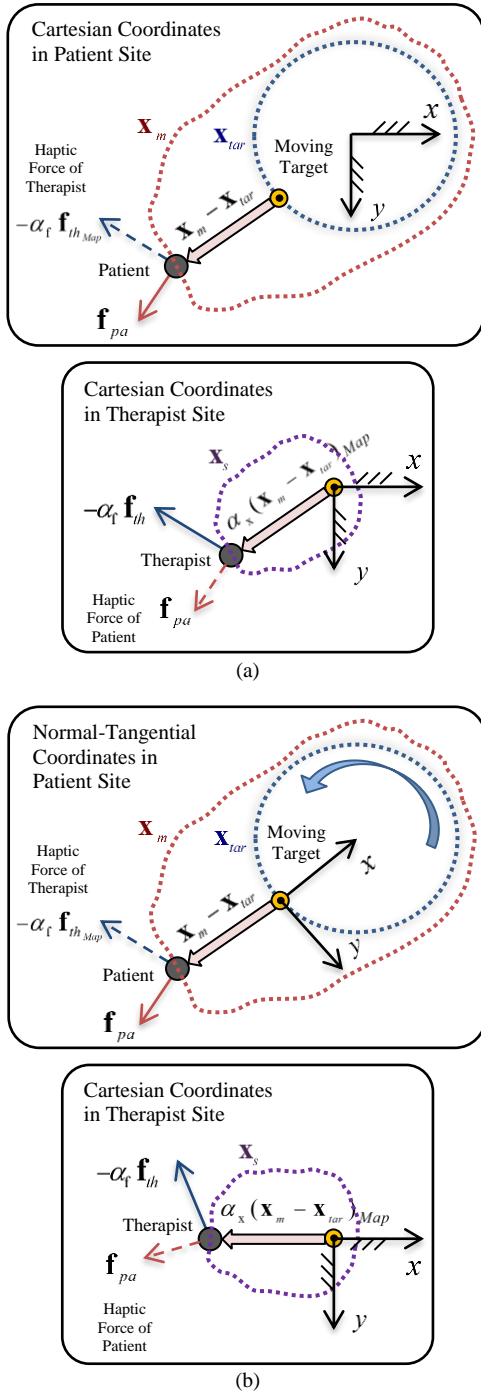 Cartesian Coordinates
in Patient Site
x
x_m
x_tar
Moving
Target
Haptic
Force of
Therapist
y
x_m − x_tar
−α_f f_th_Map
Patient
f_pa
Cartesian Coordinates
in Therapist Site
x_s
α_x (x_m − x_tar)_Map
x
−α_f f_th
Therapist
y
Haptic
Force of
Patient
f_pa
(a)
Normal-Tangential
Coordinates in
Patient Site
x_m
x_tar
Moving
Target
x
Haptic
Force of
Therapist
x_m − x_tar
−α_f f_th_Map
y
Patient
f_pa
Cartesian Coordinates
in Therapist Site
−α_f f_th
x_s
Therapist
α_x (x_m − x_tar)_Map
f_pa
x
Haptic
Force of
Patient
y
(b)